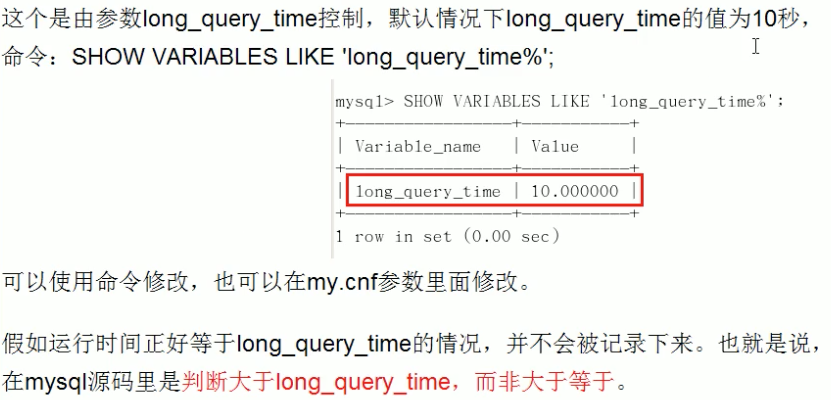 这个是由参数long_query_time控制，默认情况下long_query_time的值为10秒，
命令：SHOW VARIABLES LIKE 'long_query_time%';
mysql> SHOW VARIABLES LIKE 'long_query_time%';
+-----------------+-----------+
| Variable_name   | Value     |
+-----------------+-----------+
| long_query_time | 10.000000 |
+-----------------+-----------+
1 row in set (0.00 sec)
可以使用命令修改，也可以在my.cnf参数里面修改。
假如运行时间正好等于long_query_time的情况，并不会被记录下来。也就是说，
在mysql源码里是判断大于long_query_time，而非大于等于。